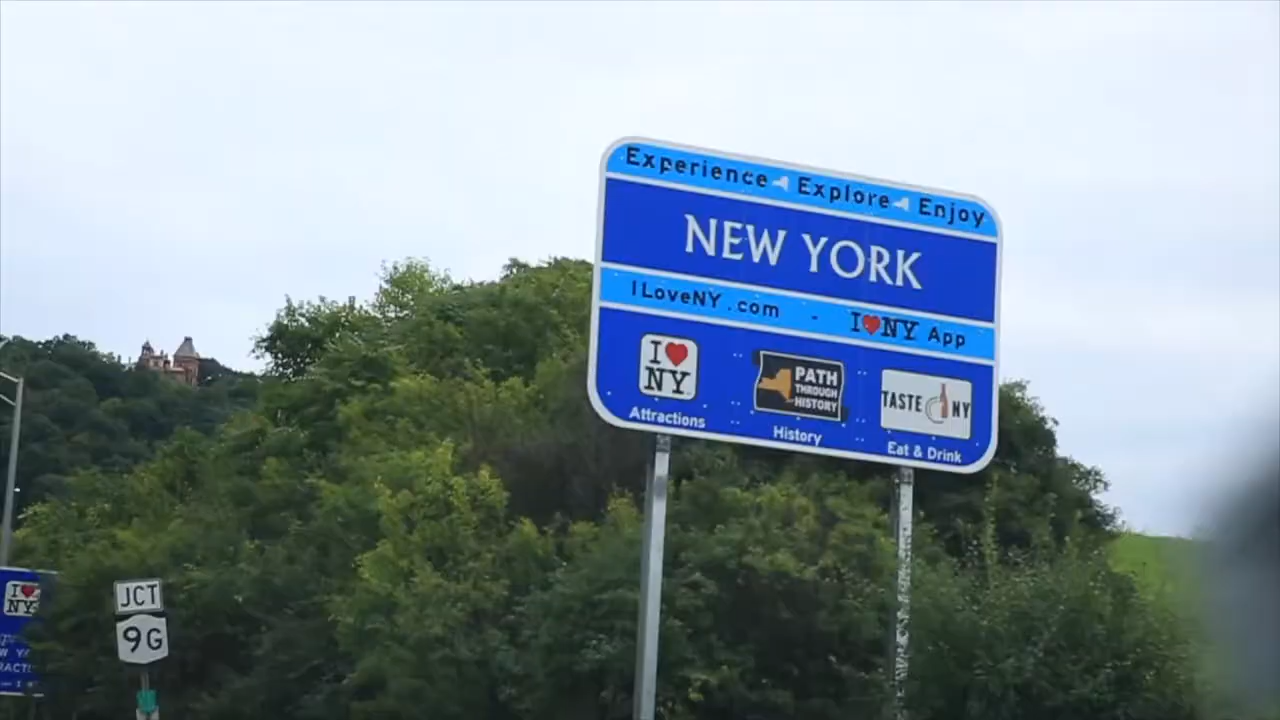 Experience Explore Enjoy
NEW YORK
ILoveNY.com - I♥NY App
I♥
NY
Attractions
PATH
THROUGH
HISTORY
History
TASTE NY
Eat & Drink
I♥
NY
JCT
9G